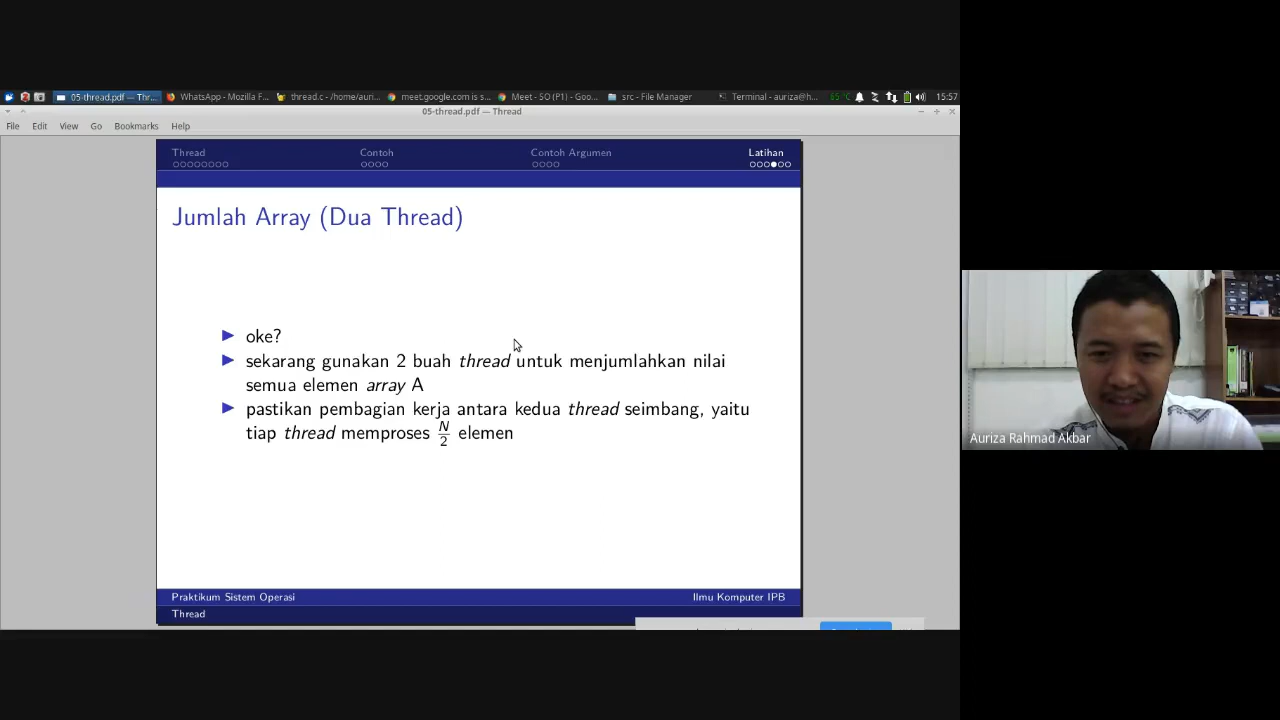 05-thread.pdf — Thr...
WhatsApp - Mozilla F...
thread.c - /home/auri...
meet.google.com is s...
Meet - SO (P1) - Goo...
src - File Manager
Terminal - auriza@h...
65°C
15:57
05-thread.pdf — Thread
File Edit View Go Bookmarks Help
Thread Contoh Contoh Argumen Latihan
Jumlah Array (Dua Thread)
oke?
sekarang gunakan 2 buah thread untuk menjumlahkan nilai
semua elemen array A
pastikan pembagian kerja antara kedua thread seimbang, yaitu
tiap thread memproses N/2 elemen
Praktikum Sistem Operasi Ilmu Komputer IPB
Thread
Auriza Rahmad Akbar